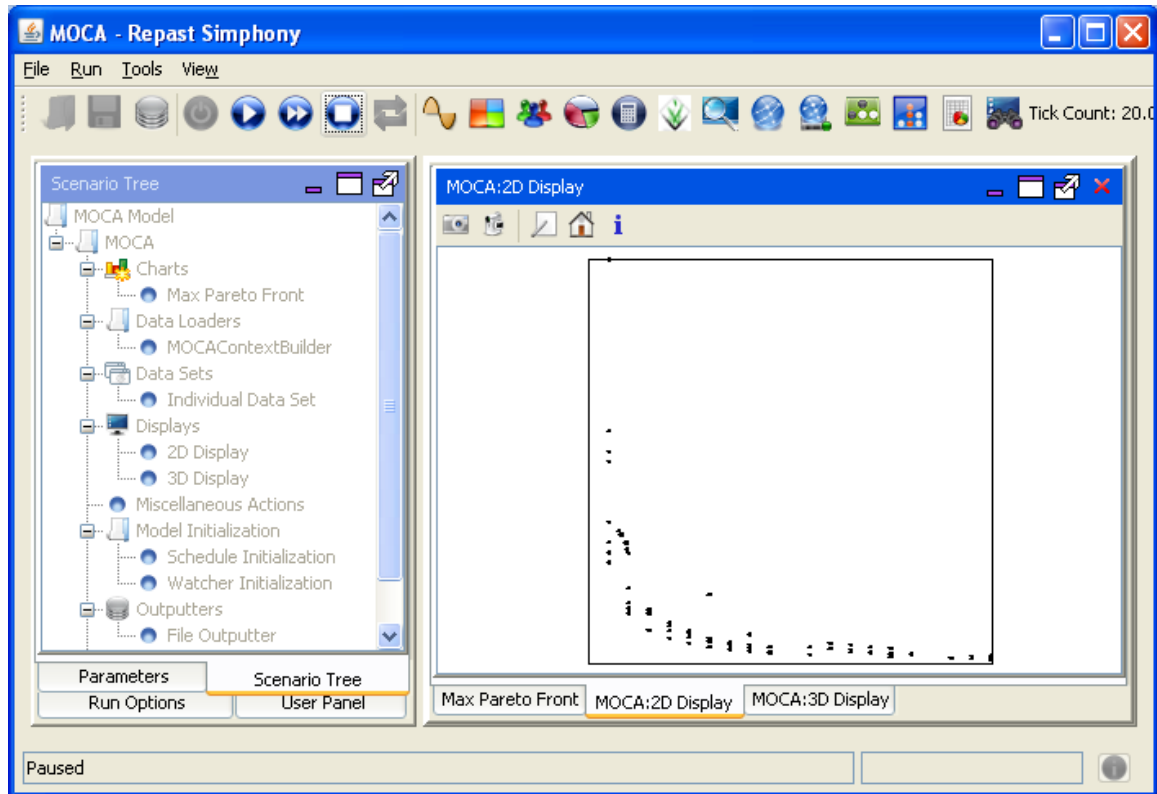 MOCA - Repast Simphony
File Run Tools View
Tick Count: 20.0
Scenario Tree
MOCA Model
MOCA
Charts
Max Pareto Front
Data Loaders
MOCAContextBuilder
Data Sets
Individual Data Set
Displays
2D Display
3D Display
Miscellaneous Actions
Model Initialization
Schedule Initialization
Watcher Initialization
Outputters
File Outputter
Parameters Scenario Tree
Run Options User Panel
MOCA:2D Display
i
Max Pareto Front MOCA:2D Display MOCA:3D Display
Paused